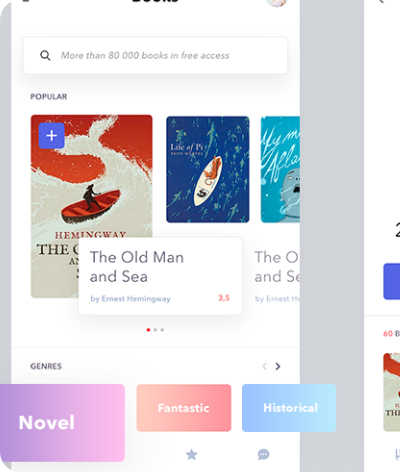 BOOKS
More than 80 000 books in free access
POPULAR
Life of Pi
YANN MARTEL
HEMINGWAY
THE O
AN
S
The Old Man
and Sea
by Ernest Hemingway 3,5
The O
and Se
by Ernest H
GENRES
Novel
Fantastic
Historical
2
60 B